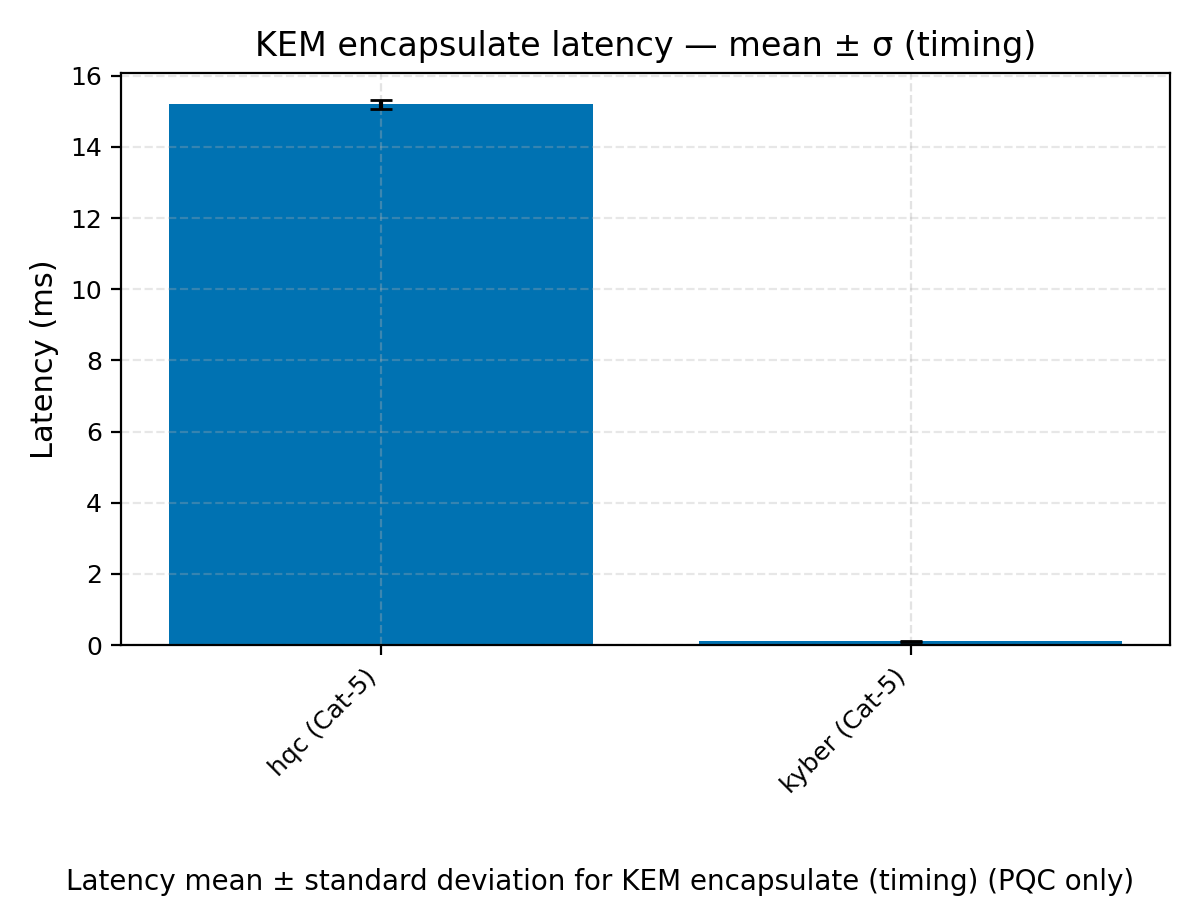 KEM encapsulate latency — mean ± σ (timing)
16
14
12
10
8
6
4
2
0
Latency (ms)
hqc (Cat-5)
kyber (Cat-5)
Latency mean ± standard deviation for KEM encapsulate (timing) (PQC only)